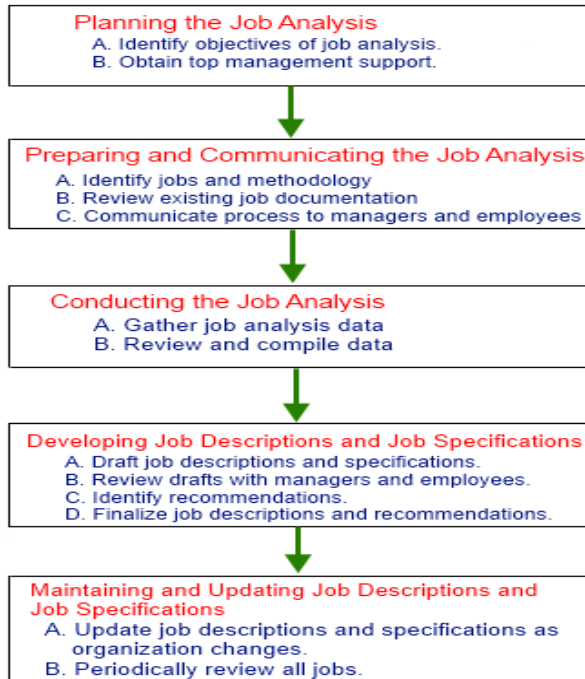 Planning the Job Analysis
A. Identify objectives of job analysis.
B. Obtain top management support.
Preparing and Communicating the Job Analysis
A. Identify jobs and methodology
B. Review existing job documentation
C. Communicate process to managers and employees
Conducting the Job Analysis
A. Gather job analysis data
B. Review and compile data
Developing Job Descriptions and Job Specifications
A. Draft job descriptions and specifications.
B. Review drafts with managers and employees.
C. Identify recommendations.
D. Finalize job descriptions and recommendations.
Maintaining and Updating Job Descriptions and
Job Specifications
A. Update job descriptions and specifications as
organization changes.
B. Periodically review all jobs.